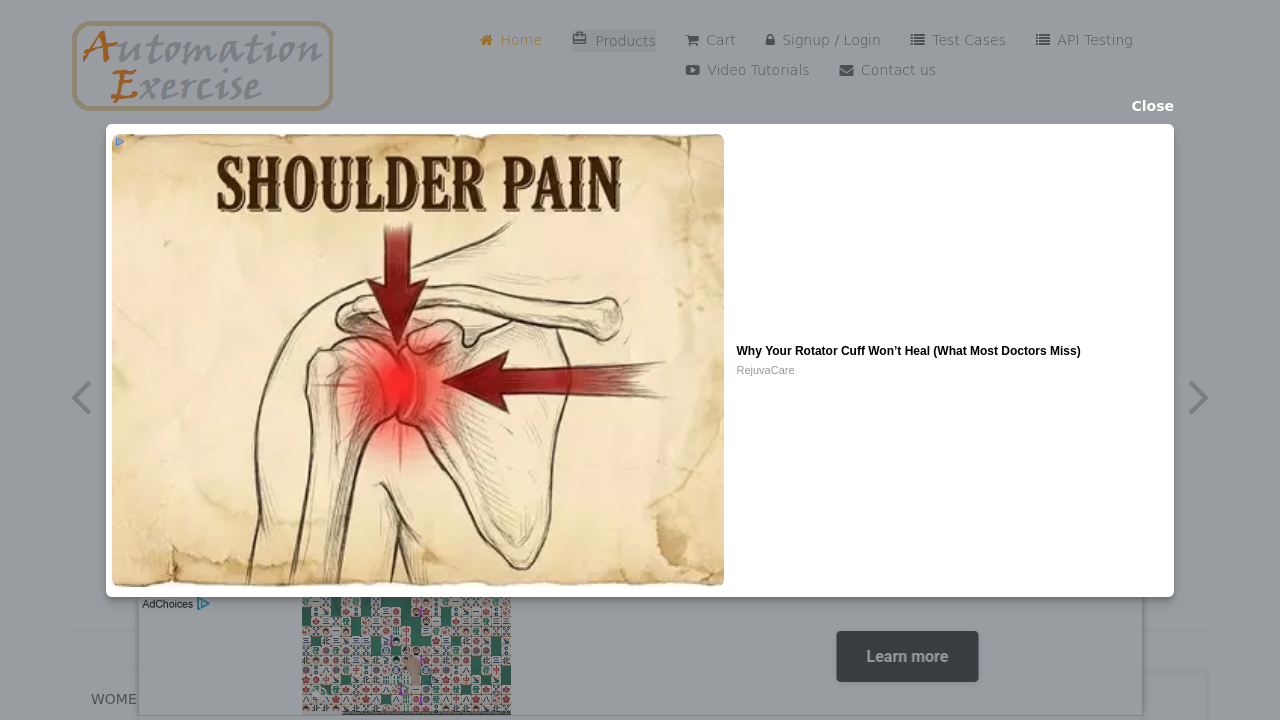 Automation
Exercise
Home
Products
Cart
Signup / Login
Test Cases
API Testing
Video Tutorials
Contact us
Close
SHOULDER PAIN
Why Your Rotator Cuff Won’t Heal (What Most Doctors Miss)
RejuvaCare
AdChoices
Learn more
WOME